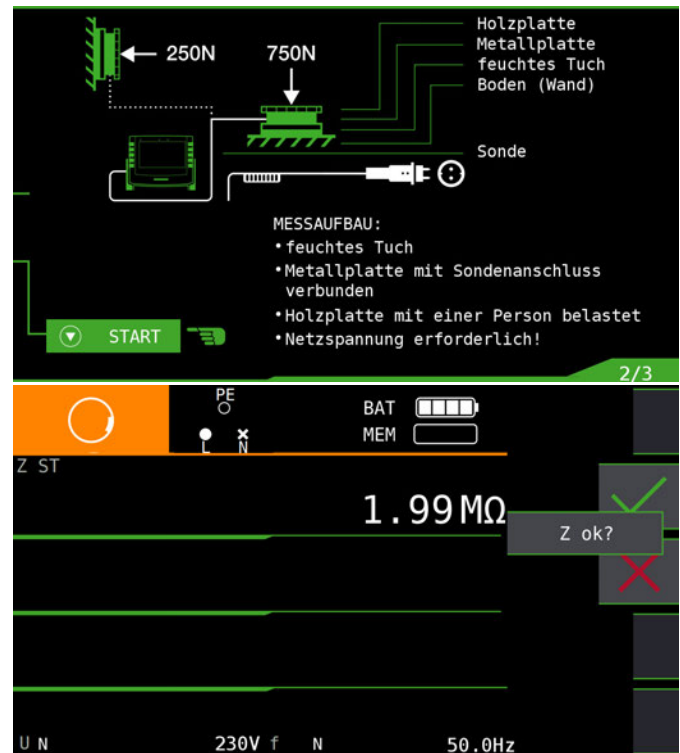 Holzplatte
250N
750N
Metallplatte
feuchtes Tuch
Boden (Wand)
Sonde
MESSAUFBAU:
•feuchtes Tuch
•Metallplatte mit Sondenanschluss
verbunden
•Holzplatte mit einer Person belastet
•Netzspannung erforderlich!
START
2/3
PE
BAT
L
N
MEM
Z ST
1.99MΩ
Z ok?
U N 230V f N 50.0Hz